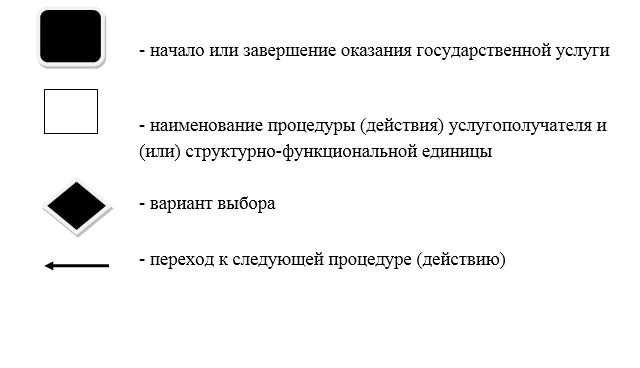 - начало или завершение оказания государственной услуги
- наименование процедуры (действия) услугополучателя и
(или) структурно-функциональной единицы
- вариант выбора
- переход к следующей процедуре (действию)